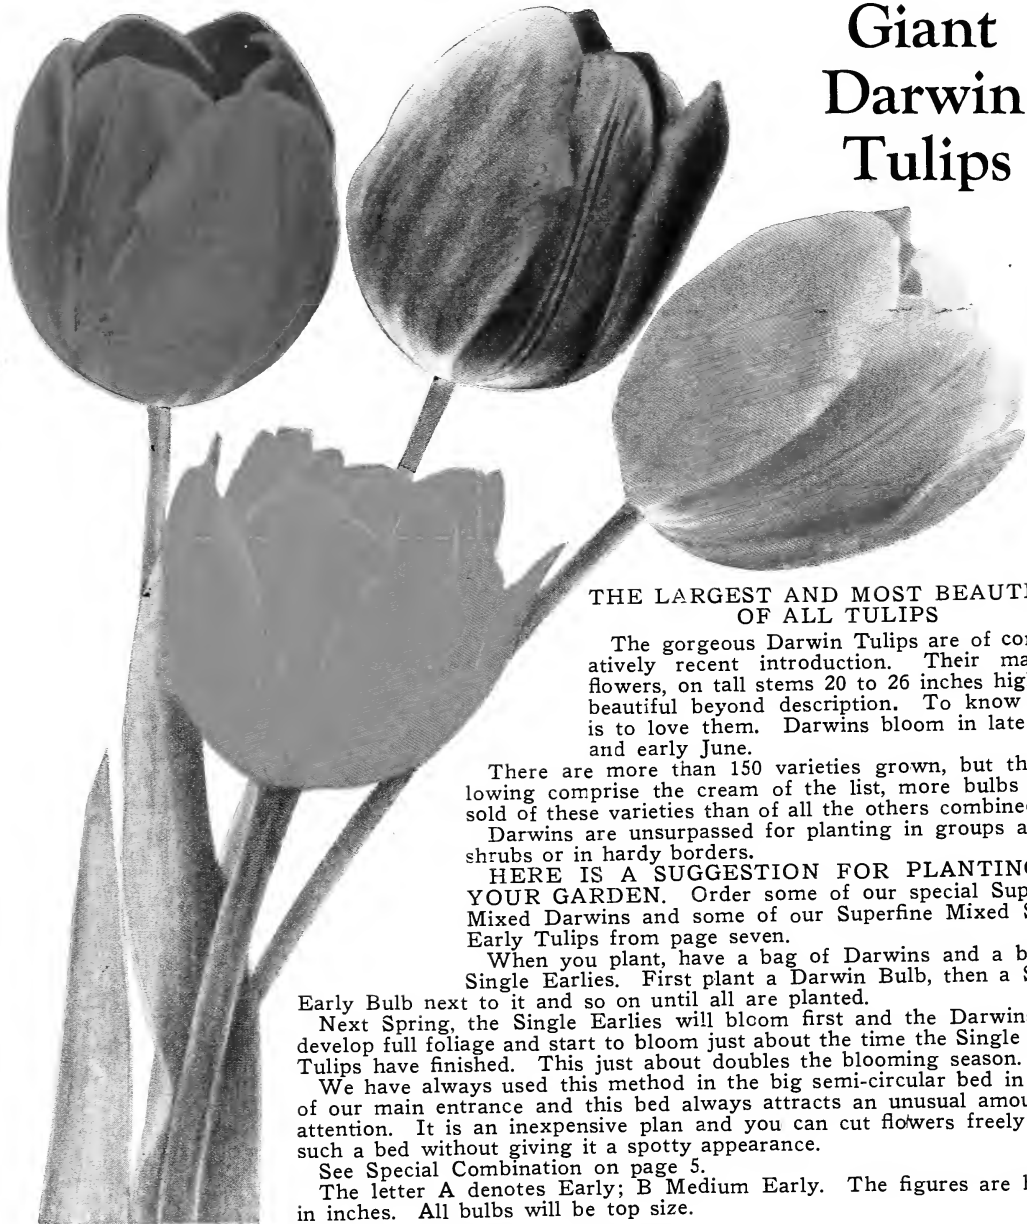 Giant
Darwin
Tulips
THE LARGEST AND MOST BEAUTI
OF ALL TULIPS
The gorgeous Darwin Tulips are of co
atively recent introduction. Their ma
flowers, on tall stems 20 to 26 inches hig
beautiful beyond description. To know
is to love them. Darwins bloom in late
and early June.
There are more than 150 varieties grown, but th
lowing comprise the cream of the list, more bulbs
sold of these varieties than of all the others combine
Darwins are unsurpassed for planting in groups a
shrubs or in hardy borders.
HERE IS A SUGGESTION FOR PLANTING
YOUR GARDEN. Order some of our special Sup
Mixed Darwins and some of our Superfine Mixed S
Early Tulips from page seven.
When you plant, have a bag of Darwins and a b
Single Earlies. First plant a Darwin Bulb, then a S
Early Bulb next to it and so on until all are planted.
Next Spring, the Single Earlies will bloom first and the Darwin
develop full foliage and start to bloom just about the time the Single
Tulips have finished. This just about doubles the blooming season.
We have always used this method in the big semi-circular bed in
of our main entrance and this bed always attracts an unusual amou
attention. It is an inexpensive plan and you can cut flowers freely
such a bed without giving it a spotty appearance.
See Special Combination on page 5.
The letter A denotes Early; B Medium Early. The figures are
in inches. All bulbs will be top size.